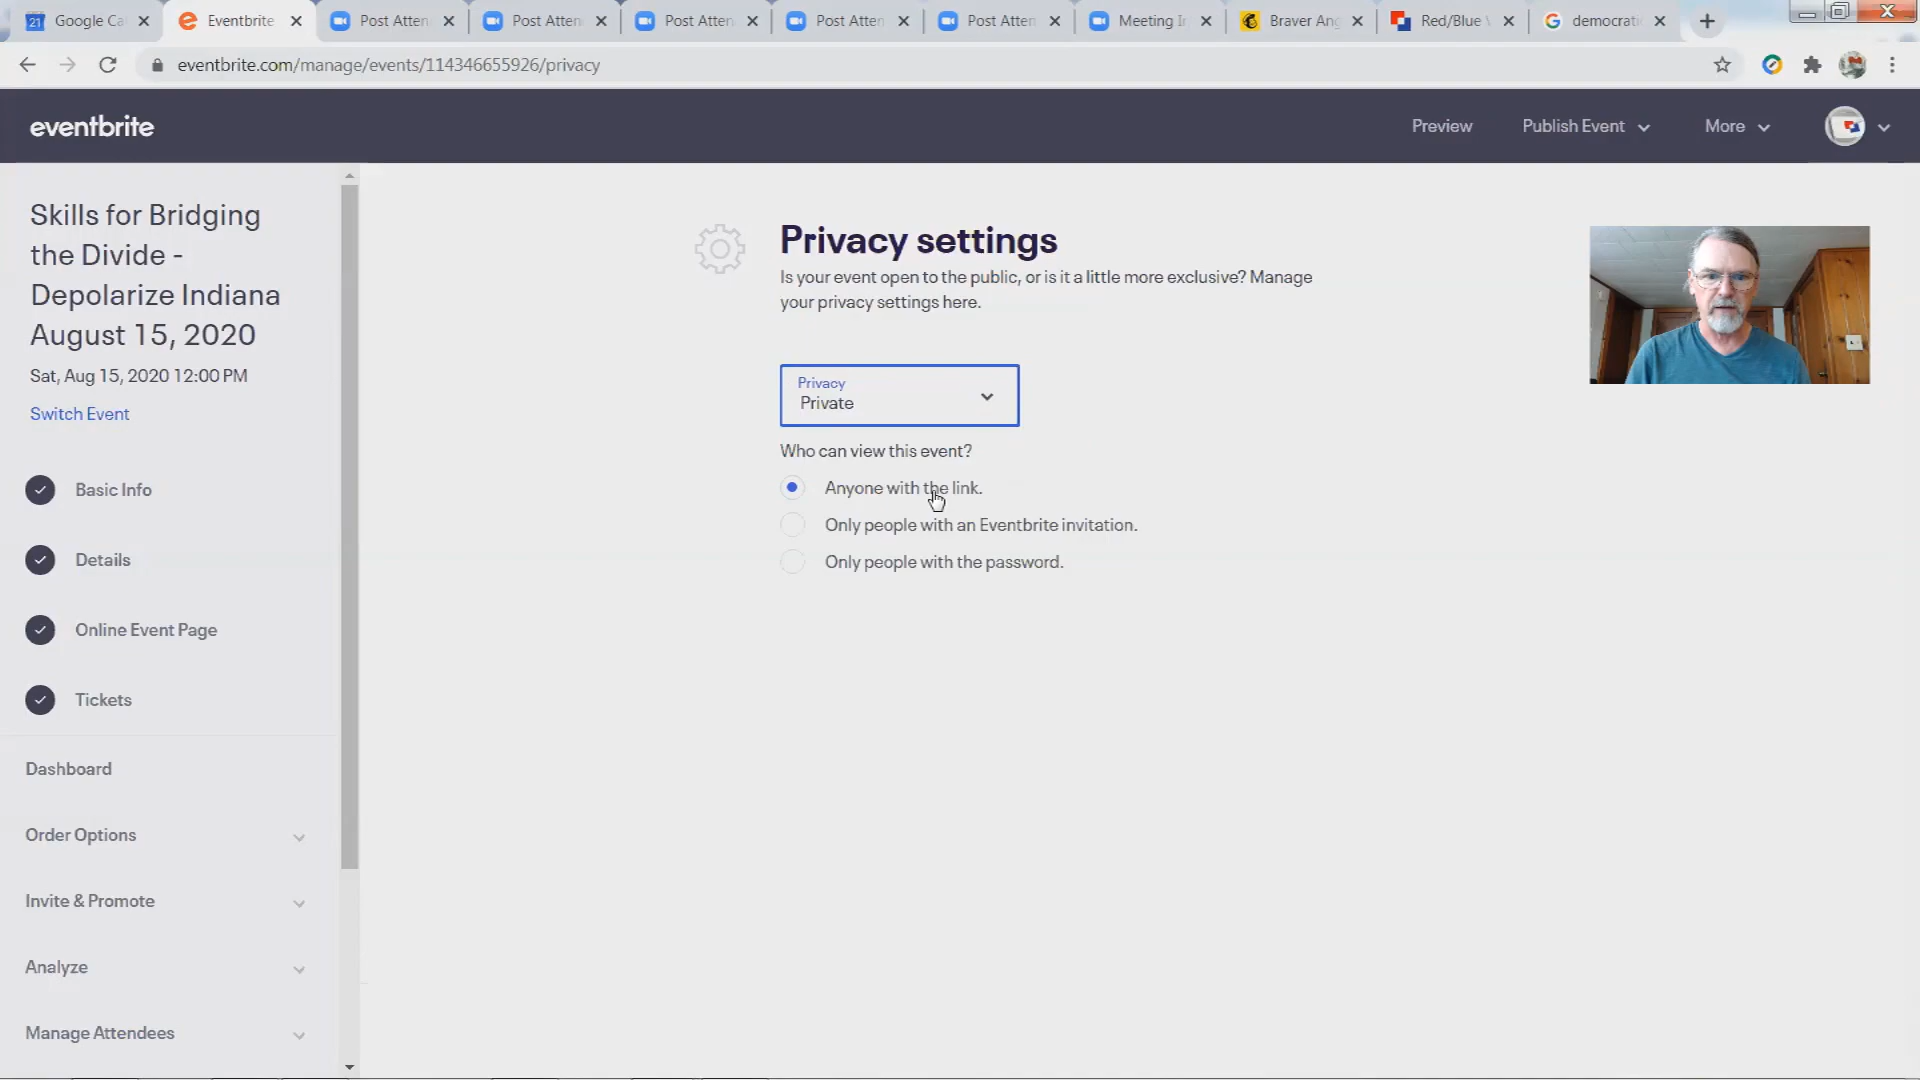 21 Google Ca
Eventbrite
Post Atten
Post Atten
Post Atten
Post Atten
Post Atten
Meeting I
Braver Ang
Red/Blue
democrati
eventbrite.com/manage/events/114346655926/privacy
eventbrite
Preview
Publish Event
More
Skills for Bridging
the Divide -
Depolarize Indiana
August 15, 2020
Sat, Aug 15, 2020 12:00 PM
Switch Event
Basic Info
Details
Online Event Page
Tickets
Dashboard
Order Options
Invite & Promote
Analyze
Manage Attendees
Privacy settings
Is your event open to the public, or is it a little more exclusive? Manage
your privacy settings here.
Privacy
Private
Who can view this event?
Anyone with the link.
Only people with an Eventbrite invitation.
Only people with the password.